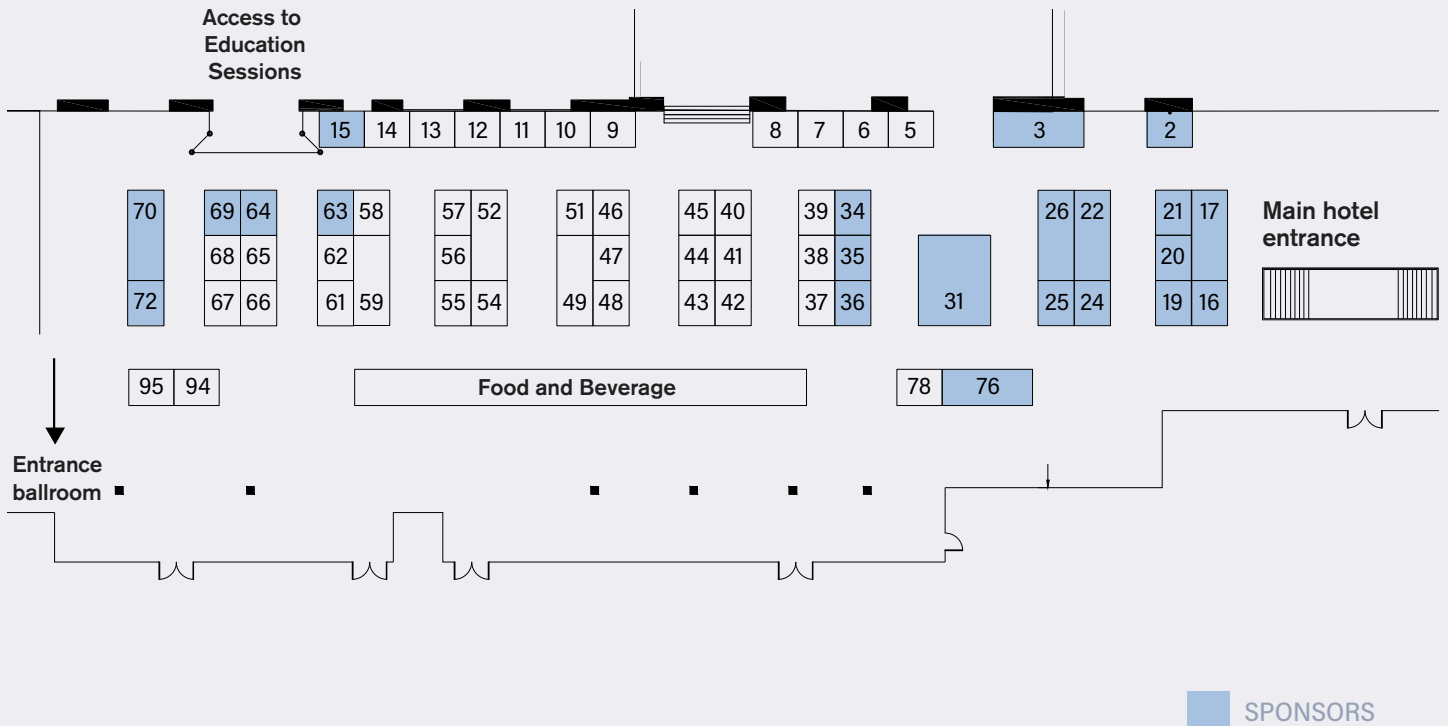 Access to
Education
Sessions
15 14 13 12 11 10 9 8 7 6 5 3 2
70 69 64 63 58 57 52 51 46 45 40 39 34 26 22 21 17 Main hotel
entrance
68 65 62 56 47 44 41 38 35 20
72 67 66 61 59 55 54 49 48 43 42 37 36 31 25 24 19 16
95 94 Food and Beverage 78 76
Entrance
ballroom
SPONSORS